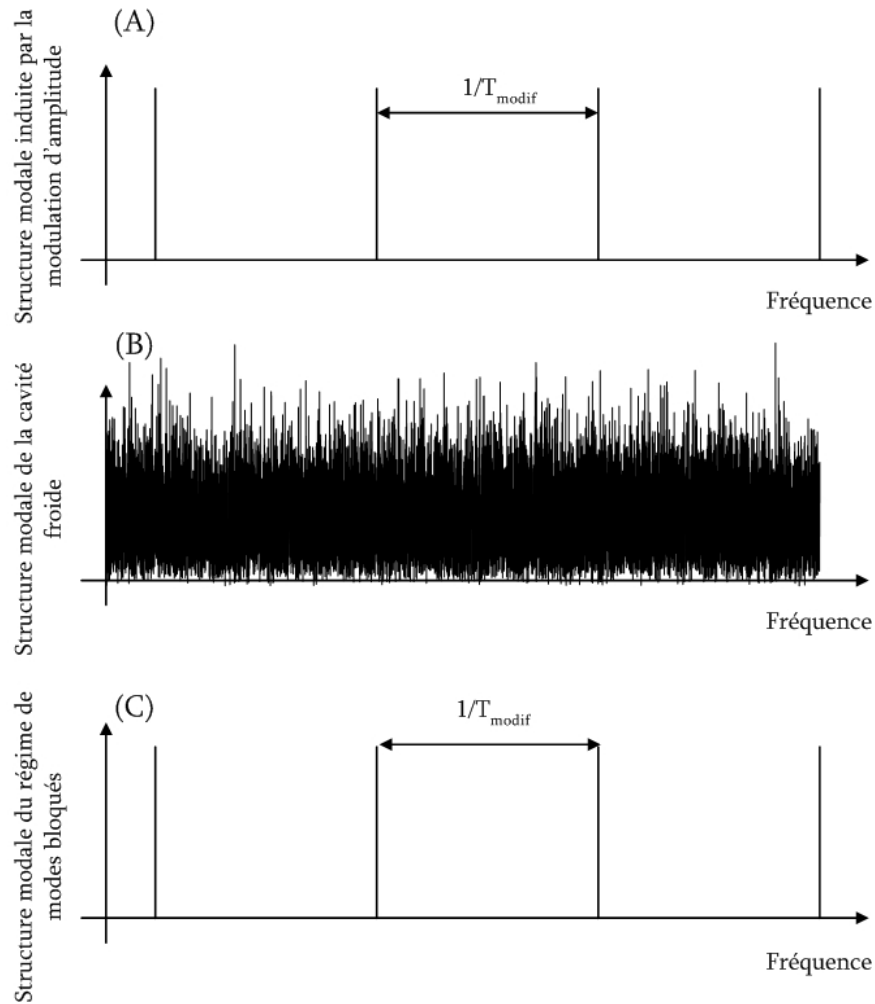 (A)
Structure modale induite par la
modulation d'amplitude
1/T_modif
Fréquence
(B)
Structure modale de la cavité
froide
Fréquence
(C)
Structure modale du régime de
modes bloqués
1/T_modif
Fréquence